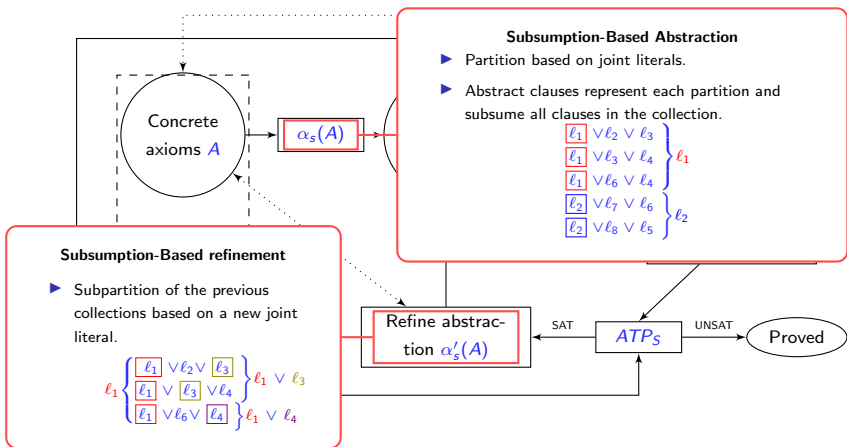 Subsumption-Based Abstraction
▶ Partition based on joint literals.
▶ Abstract clauses represent each partition and
subsume all clauses in the collection.
ℓ₁ ∨ℓ₂ ∨ ℓ₃
ℓ₁ ∨ℓ₃ ∨ ℓ₄
ℓ₁ ∨ℓ₆ ∨ ℓ₄
} ℓ₁
ℓ₂ ∨ℓ₇ ∨ ℓ₆
ℓ₂ ∨ℓ₈ ∨ ℓ₅
} ℓ₂
Concrete
axioms A
αₛ(A)
Subsumption-Based refinement
▶ Subpartition of the previous
collections based on a new joint
literal.
ℓ₁ {
ℓ₁ ∨ℓ₂∨ ℓ₃
ℓ₁ ∨ ℓ₃ ∨ℓ₄
} ℓ₁ ∨ ℓ₃
ℓ₁ ∨ℓ₆∨ ℓ₄ } ℓ₁ ∨ ℓ₄
Refine abstrac-
tion α′ₛ(A)
SAT
ATP_S
UNSAT
Proved